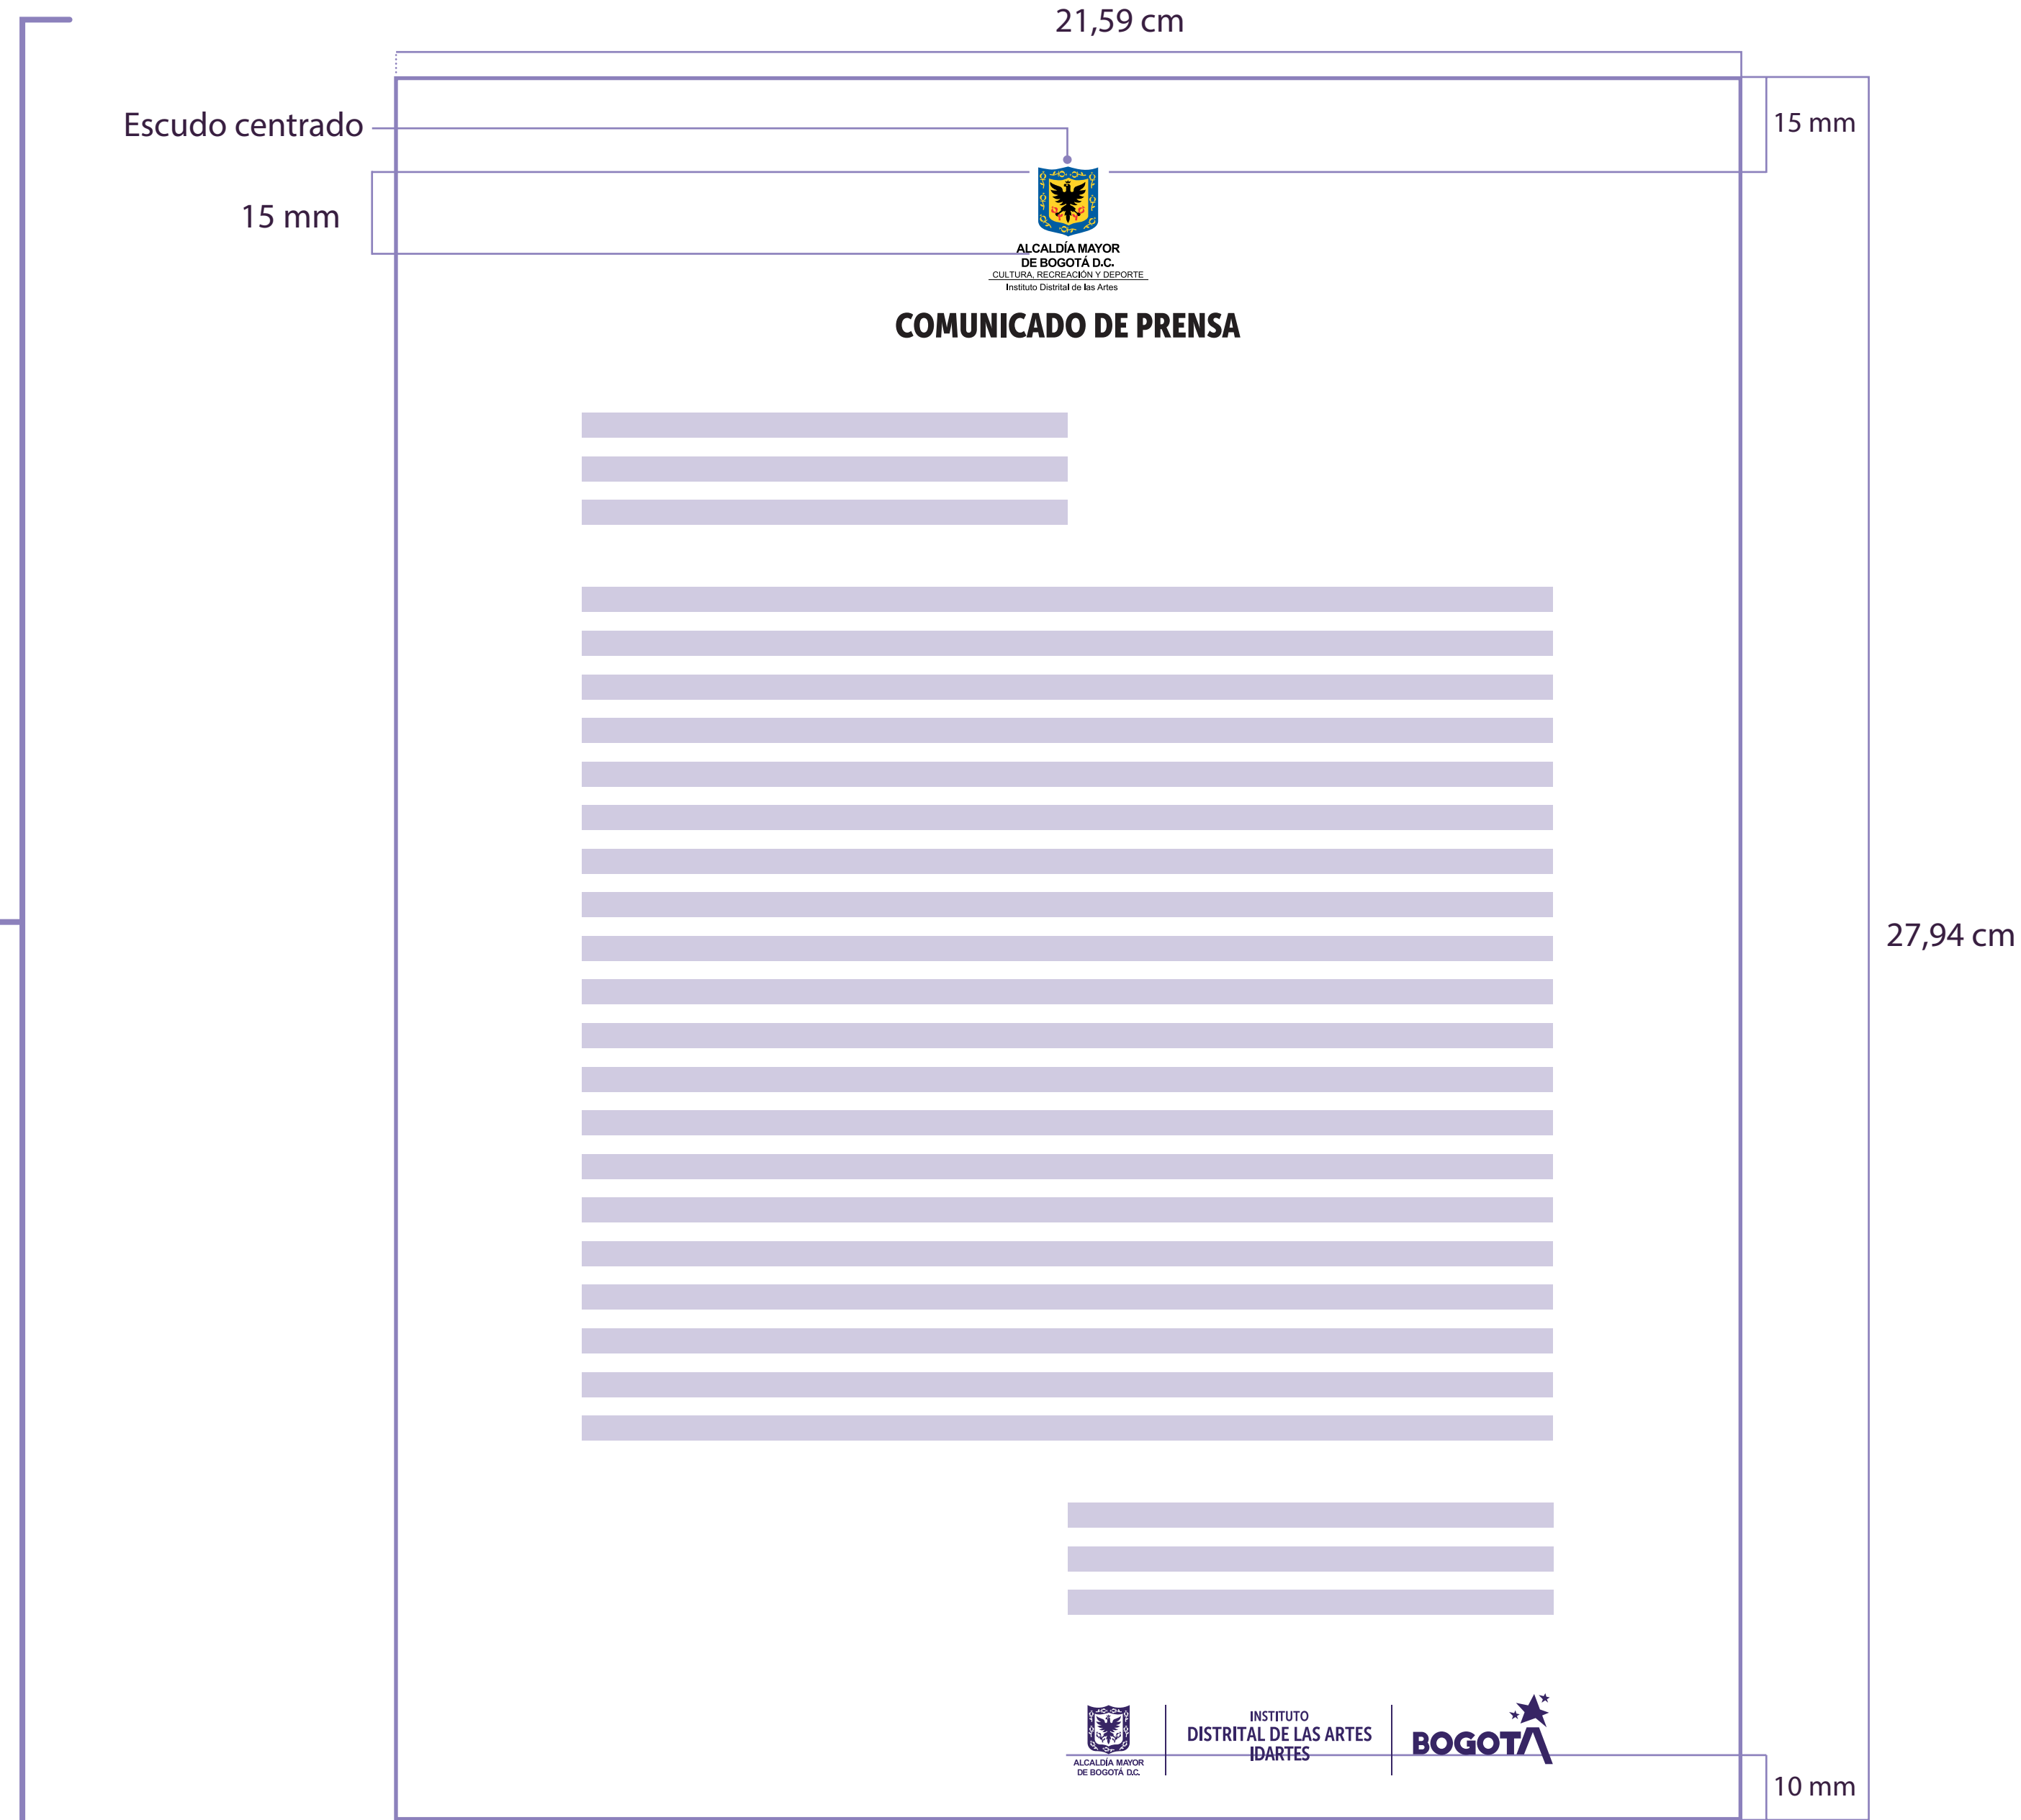 21,59 cm
Escudo centrado
15 mm
15 mm
ALCALDÍA MAYOR
DE BOGOTÁ D.C.
CULTURA, RECREACIÓN Y DEPORTE
Instituto Distrital de las Artes
COMUNICADO DE PRENSA
27,94 cm
ALCALDÍA MAYOR
DE BOGOTÁ D.C.
INSTITUTO
DISTRITAL DE LAS ARTES
IDARTES
BOGOTÁ
10 mm